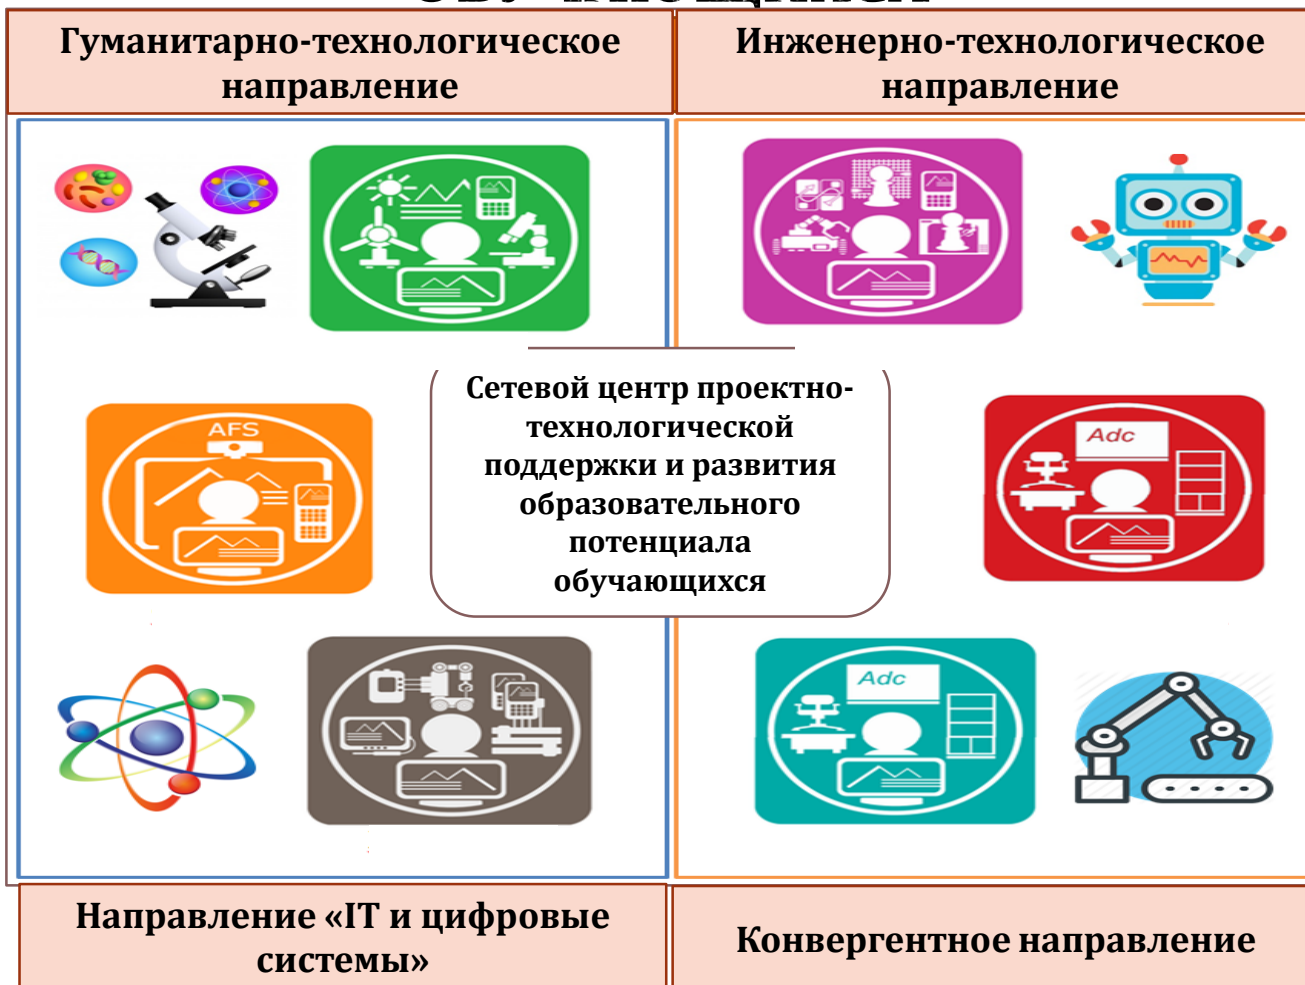 Гуманитарно-технологическое
направление
Инженерно-технологическое
направление
AFS
Сетевой центр проектно-
технологической
поддержки и развития
образовательного
потенциала
обучающихся
Adc
Adc
Направление «IT и цифровые
системы»
Конвергентное направление